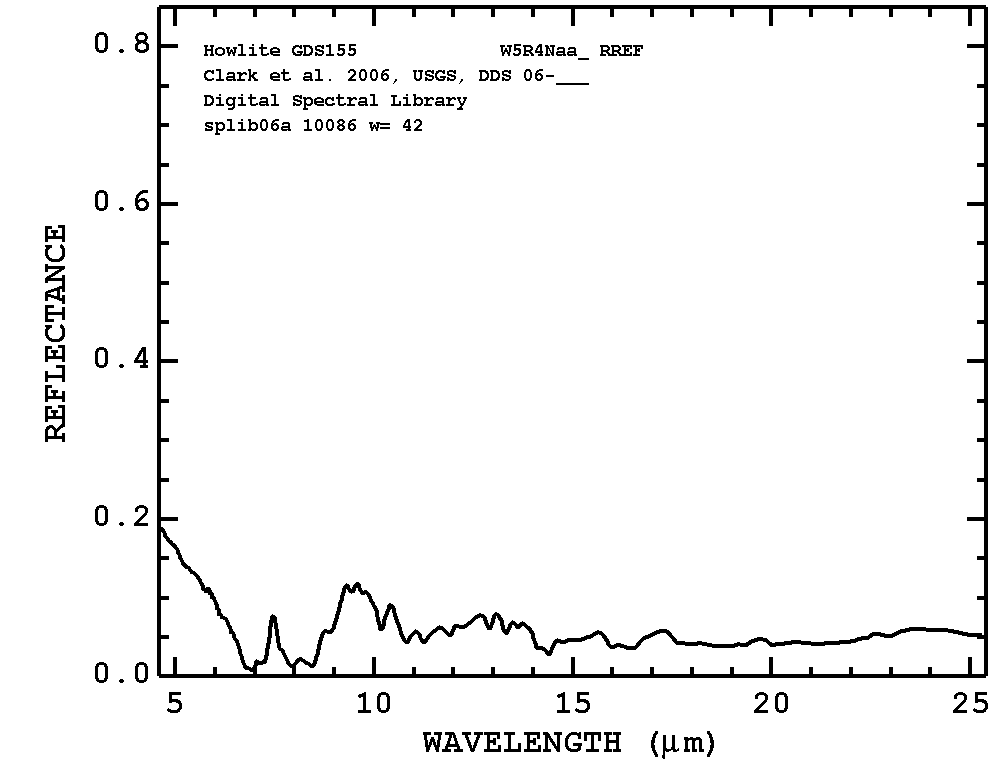 Howlite GDS155 W5R4Naa_ RREF
Clark et al. 2006, USGS, DDS 06-___
Digital Spectral Library
splib06a 10086 w= 42
0.8
0.6
0.4
0.2
0.0
REFLECTANCE
5 10 15 20 25
WAVELENGTH (μm)